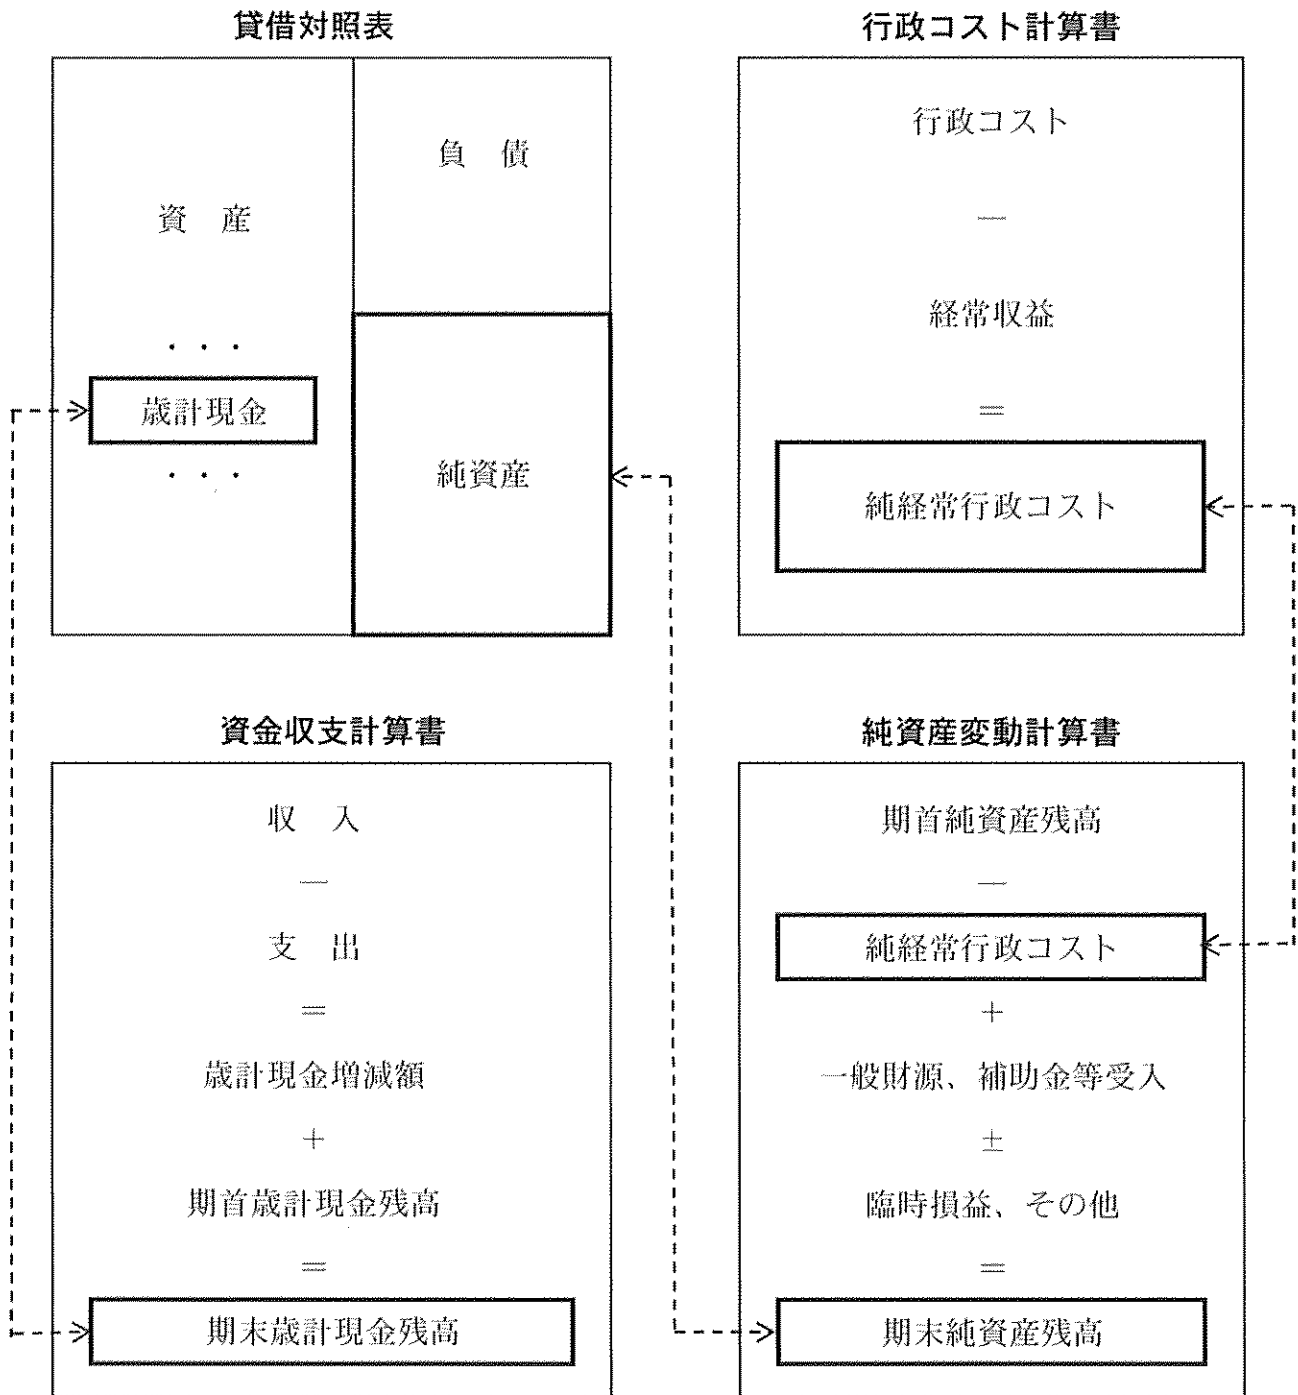 貸借対照表
資　産
・・・
歳計現金
・・・
負　債
純資産
行政コスト計算書
行政コスト
－
経常収益
＝
純経常行政コスト
資金収支計算書
収　入
－
支　出
＝
歳計現金増減額
＋
期首歳計現金残高
＝
期末歳計現金残高
純資産変動計算書
期首純資産残高
－
純経常行政コスト
＋
一般財源、補助金等受入
±
臨時損益、その他
＝
期末純資産残高